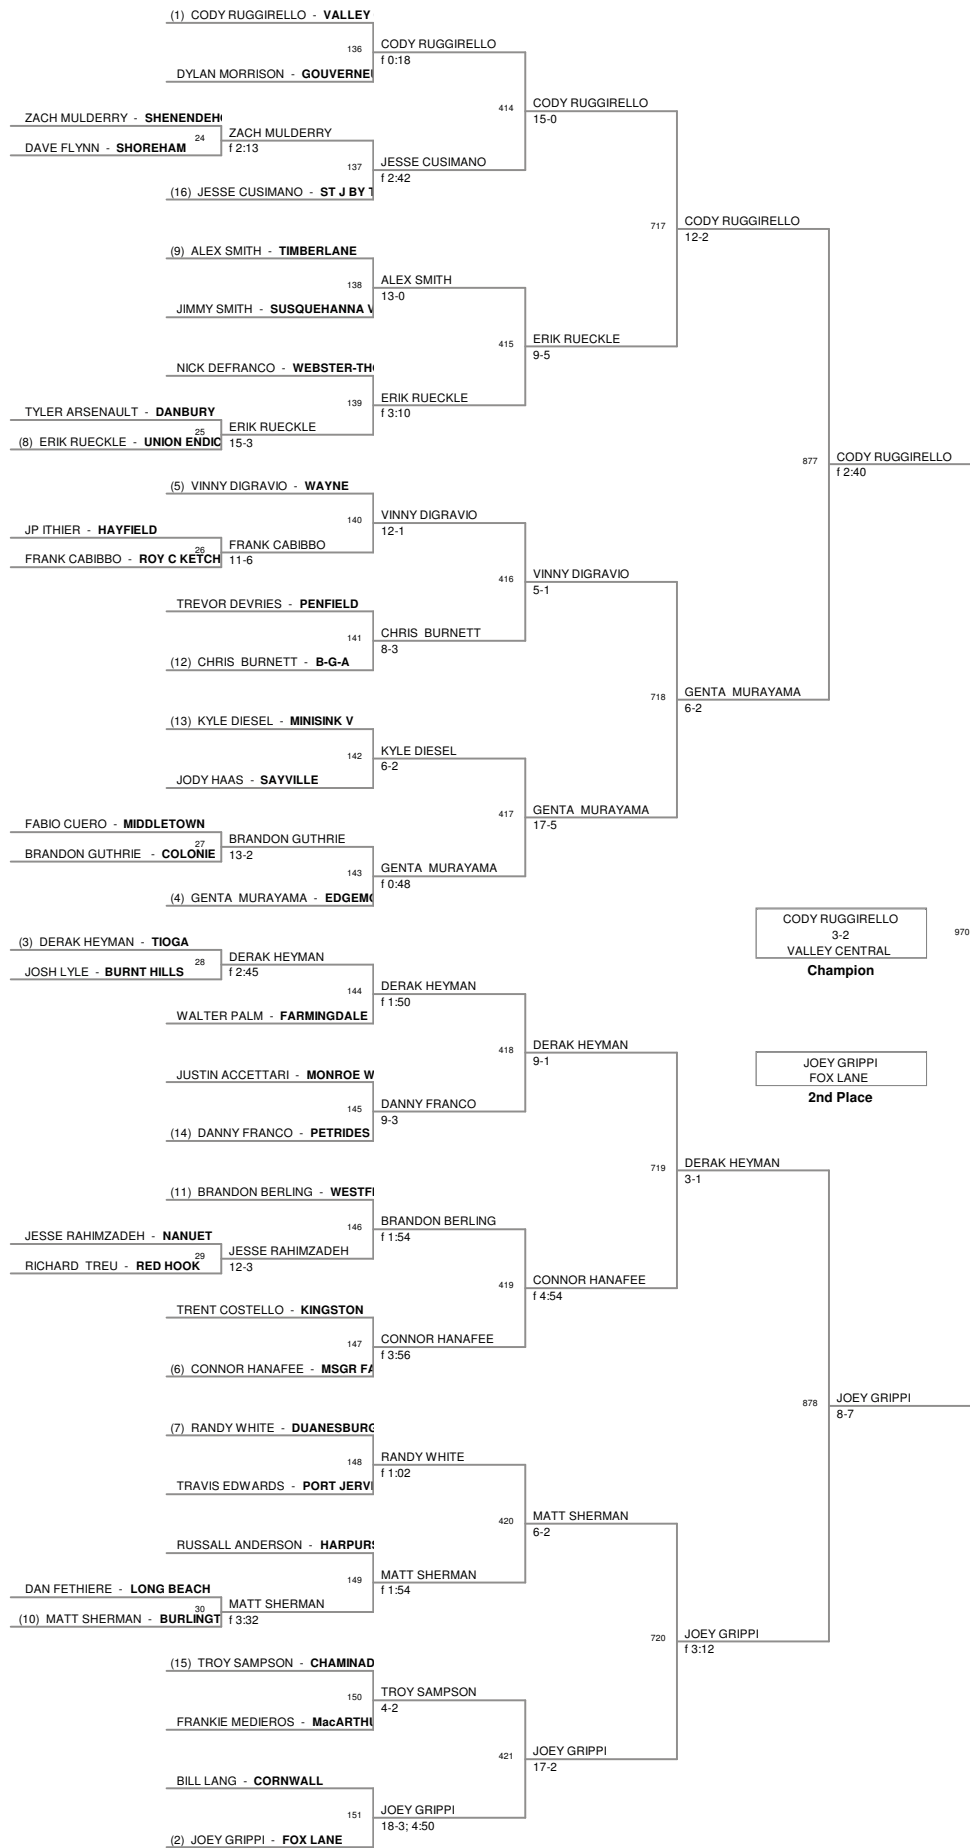 (1) CODY RUGGIRELLO - VALLEY
CODY RUGGIRELLO
136
f 0:18
DYLAN MORRISON - GOUVERNEU
CODY RUGGIRELLO
414
15-0
ZACH MULDERRY - SHENENDEHO
ZACH MULDERRY
24
f 2:13
DAVE FLYNN - SHOREHAM
JESSE CUSIMANO
137
f 2:42
(16) JESSE CUSIMANO - ST J BY T
CODY RUGGIRELLO
717
12-2
(9) ALEX SMITH - TIMBERLANE
ALEX SMITH
138
13-0
JIMMY SMITH - SUSQUEHANNA V
ERIK RUECKLE
415
9-5
NICK DEFRANCO - WEBSTER-THO
ERIK RUECKLE
139
f 3:10
TYLER ARSENAULT - DANBURY
ERIK RUECKLE
25
15-3
(8) ERIK RUECKLE - UNION ENDIC
CODY RUGGIRELLO
877
f 2:40
(5) VINNY DIGRAVIO - WAYNE
VINNY DIGRAVIO
140
12-1
JP ITHIER - HAYFIELD
FRANK CABIBBO
26
11-6
FRANK CABIBBO - ROY C KETCH
VINNY DIGRAVIO
416
5-1
TREVOR DEVRIES - PENFIELD
CHRIS BURNETT
141
8-3
(12) CHRIS BURNETT - B-G-A
GENTA MURAYAMA
718
6-2
(13) KYLE DIESEL - MINISINK V
KYLE DIESEL
142
6-2
JODY HAAS - SAYVILLE
GENTA MURAYAMA
417
17-5
FABIO CUERO - MIDDLETOWN
BRANDON GUTHRIE
27
13-2
BRANDON GUTHRIE - COLONIE
GENTA MURAYAMA
143
f 0:48
(4) GENTA MURAYAMA - EDGEMO
CODY RUGGIRELLO
3-2
VALLEY CENTRAL
970
Champion
(3) DERAK HEYMAN - TIOGA
DERAK HEYMAN
28
f 2:45
JOSH LYLE - BURNT HILLS
DERAK HEYMAN
144
f 1:50
WALTER PALM - FARMINGDALE
DERAK HEYMAN
418
9-1
JOEY GRIPPI
FOX LANE
2nd Place
JUSTIN ACCETTARI - MONROE W
DANNY FRANCO
145
9-3
(14) DANNY FRANCO - PETRIDES
DERAK HEYMAN
719
3-1
(11) BRANDON BERLING - WESTFI
BRANDON BERLING
146
f 1:54
JESSE RAHIMZADEH - NANUET
JESSE RAHIMZADEH
29
12-3
RICHARD TREU - RED HOOK
CONNOR HANAFEE
419
f 4:54
TRENT COSTELLO - KINGSTON
CONNOR HANAFEE
147
f 3:56
(6) CONNOR HANAFEE - MSGR FA
JOEY GRIPPI
878
8-7
(7) RANDY WHITE - DUANESBURG
RANDY WHITE
148
f 1:02
TRAVIS EDWARDS - PORT JERVI
MATT SHERMAN
420
6-2
RUSSALL ANDERSON - HARPURS
MATT SHERMAN
149
f 1:54
DAN FETHIERE - LONG BEACH
MATT SHERMAN
30
f 3:32
(10) MATT SHERMAN - BURLINGT
JOEY GRIPPI
720
f 3:12
(15) TROY SAMPSON - CHAMINAD
TROY SAMPSON
150
4-2
FRANKIE MEDIEROS - MacARTHU
JOEY GRIPPI
421
17-2
BILL LANG - CORNWALL
JOEY GRIPPI
151
18-3; 4:50
(2) JOEY GRIPPI - FOX LANE